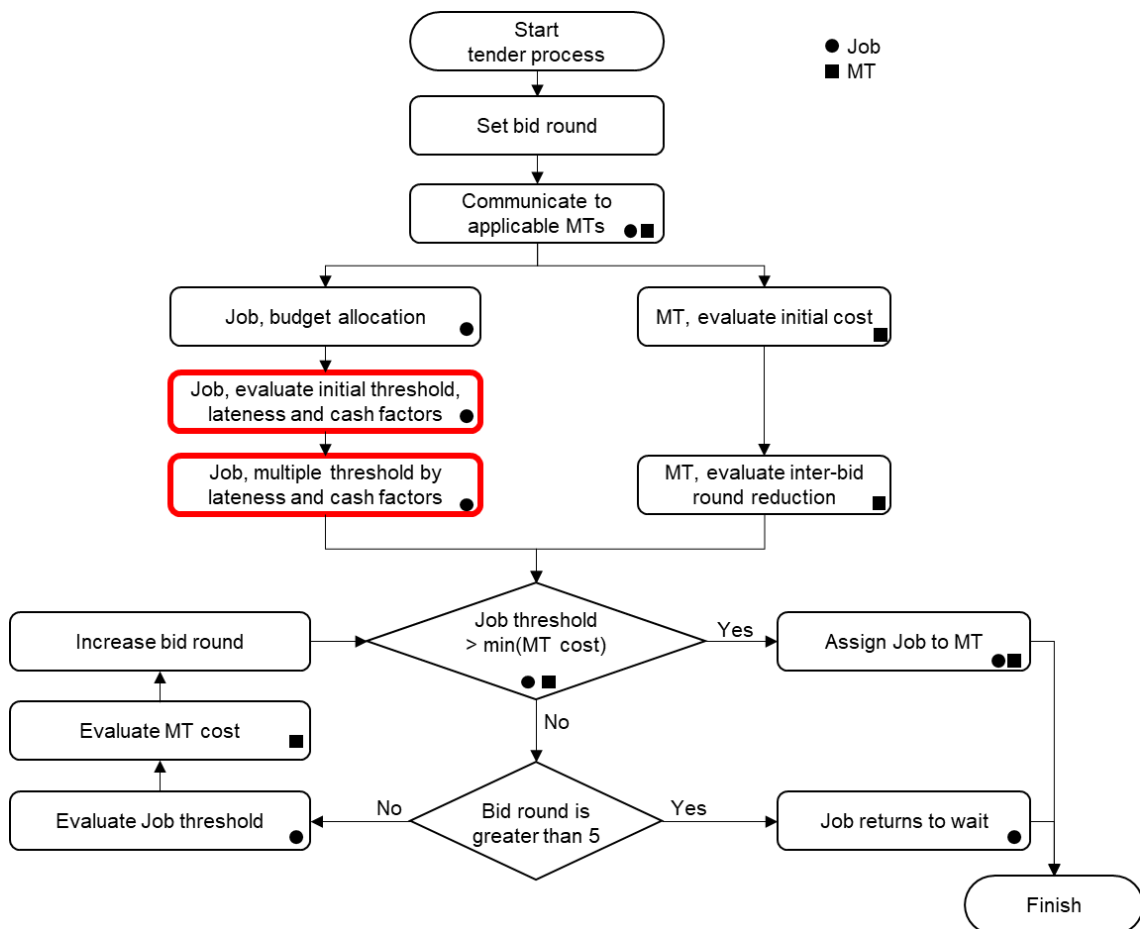 Start
tender process
Job
MT
Set bid round
Communicate to
applicable MTs
Job, budget allocation
MT, evaluate initial cost
Job, evaluate initial threshold,
lateness and cash factors
Job, multiple threshold by
lateness and cash factors
MT, evaluate inter-bid
round reduction
Job threshold
> min(MT cost)
Yes
Assign Job to MT
Increase bid round
No
Evaluate MT cost
Bid round is
greater than 5
No
Yes
Evaluate Job threshold
Job returns to wait
Finish